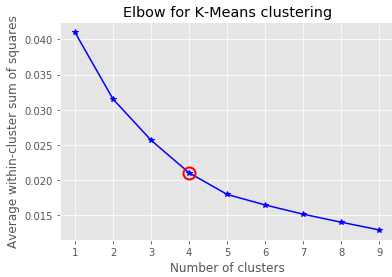 Elbow for K-Means clustering
Average within-cluster sum of squares
0.040
0.035
0.030
0.025
0.020
0.015
1 2 3 4 5 6 7 8 9
Number of clusters